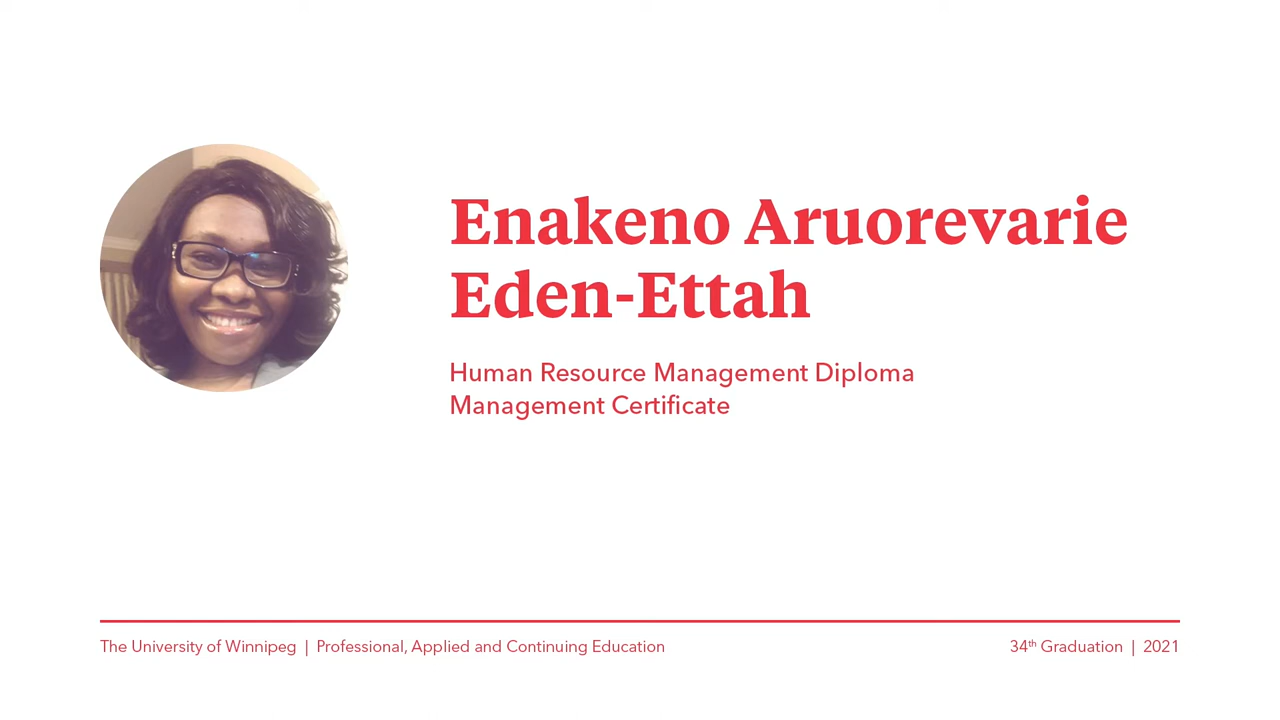 Enakeno Aruorevarie
Eden-Ettah
Human Resource Management Diploma
Management Certificate
The University of Winnipeg | Professional, Applied and Continuing Education
34th Graduation | 2021